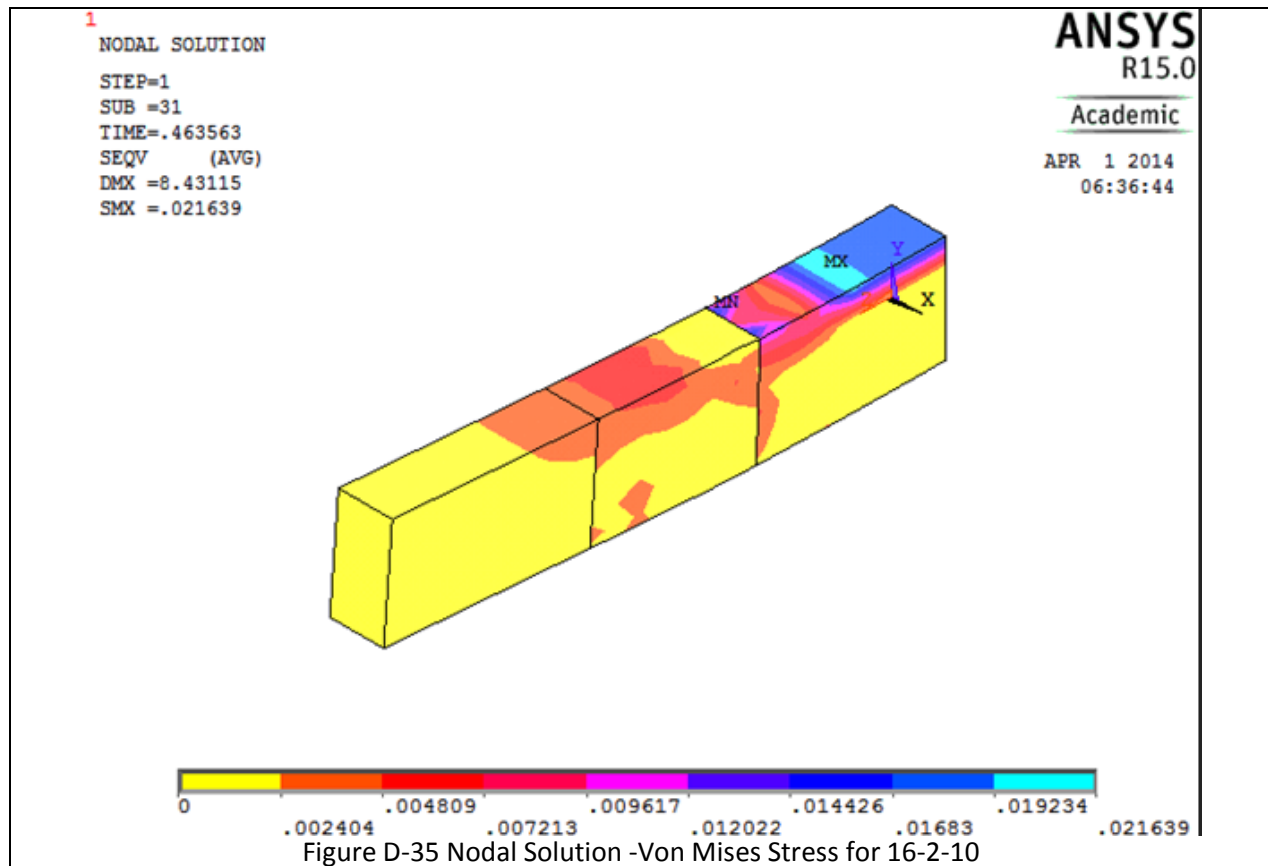 1
NODAL SOLUTION
STEP=1
SUB =31
TIME=.463563
SEQV (AVG)
DMX =8.43115
SMX =.021639
ANSYS
R15.0
Academic
APR 1 2014
06:36:44
MX
Y
MN
X
0 .004809 .009617 .014426 .019234
.002404 .007213 .012022 .01683 .021639
Figure D-35 Nodal Solution -Von Mises Stress for 16-2-10